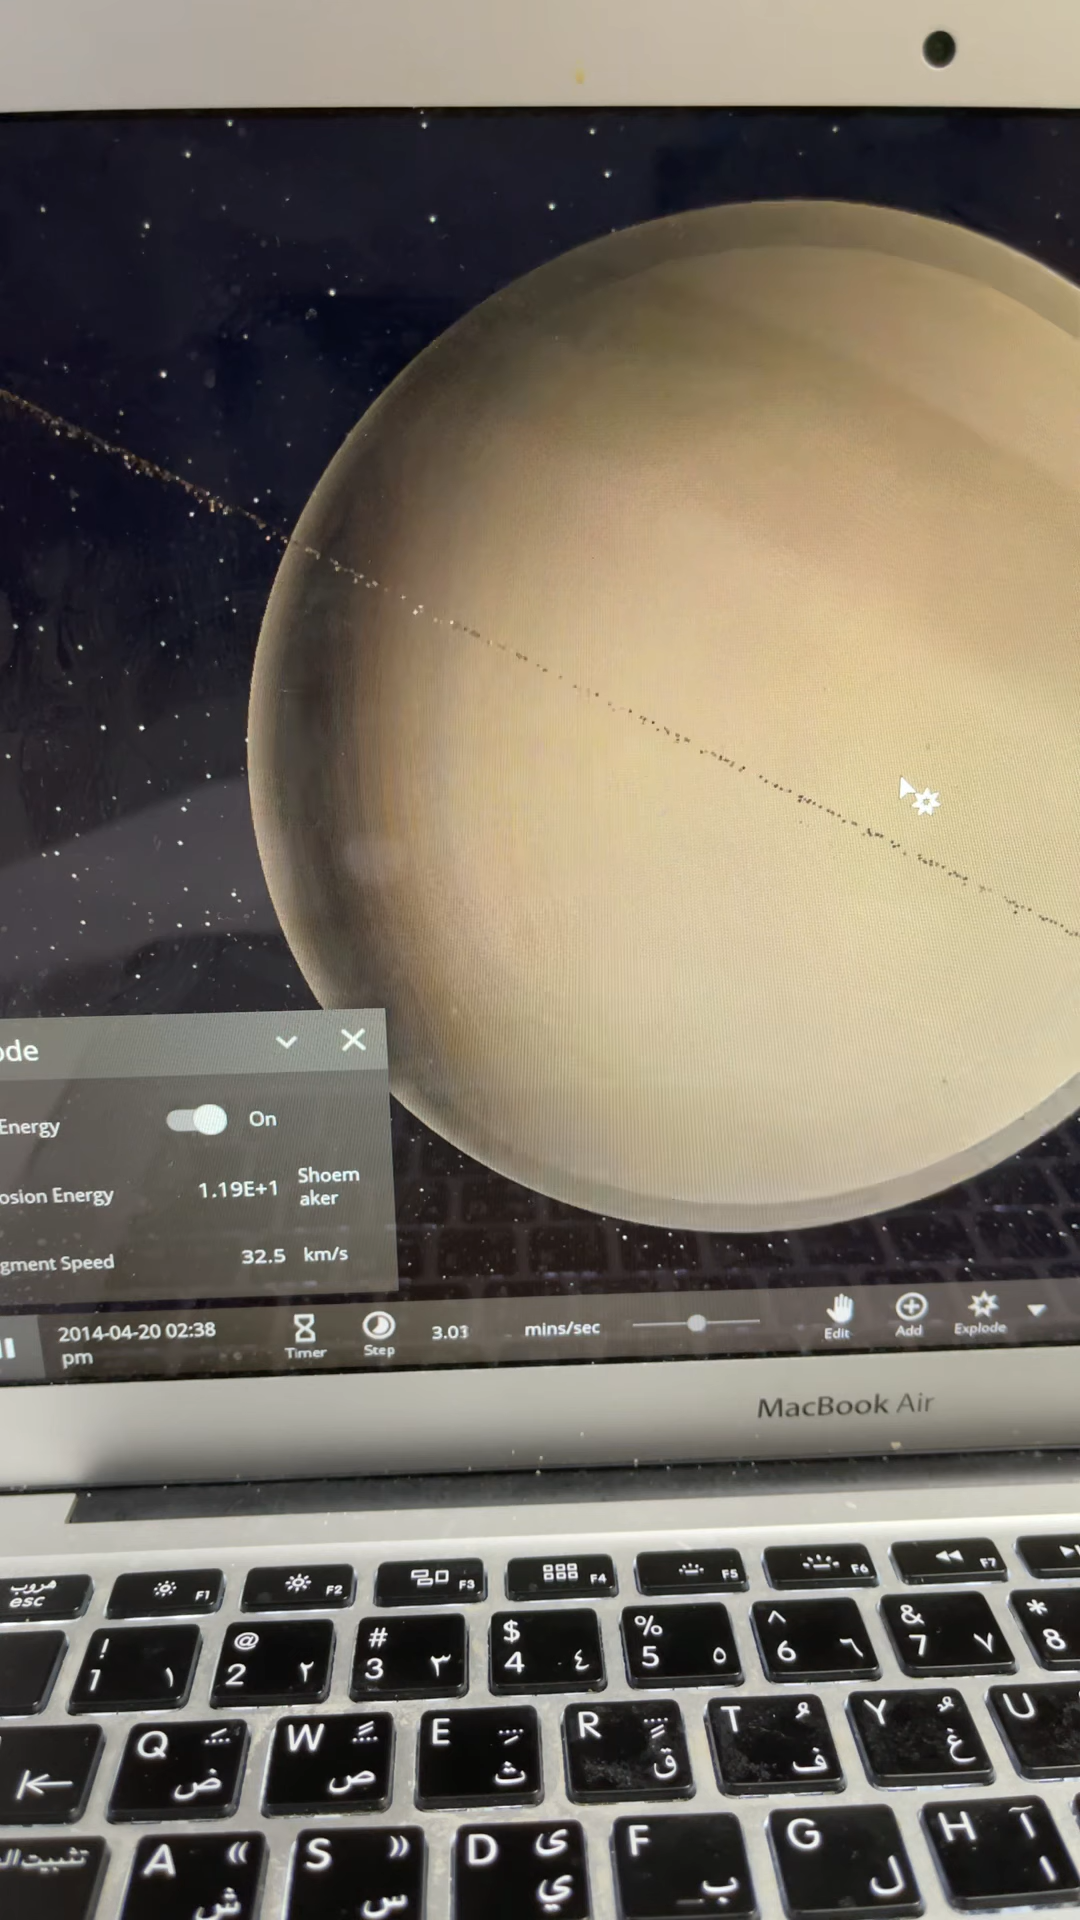 ode
Energy
On
osion Energy
1.19E+1
Shoem
aker
gment Speed
32.5
km/s
2014-04-20 02:38
pm
Timer
Step
3.03
mins/sec
Edit
Add
Explode
MacBook Air
هروب
esc
F1
F2
F3
F4
F5
F6
F7
!
1 ١
@
2 ٢
#
3 ٣
$
4 ٤
%
5 ٥
^
6 ٦
&
7 ٧
*
8
Q
ض
W
ص
E
ث
R
ق
T
ف
Y
غ
U
A
ش
S
س
D ى
ي
F
ب
G
ل
H آ
ا